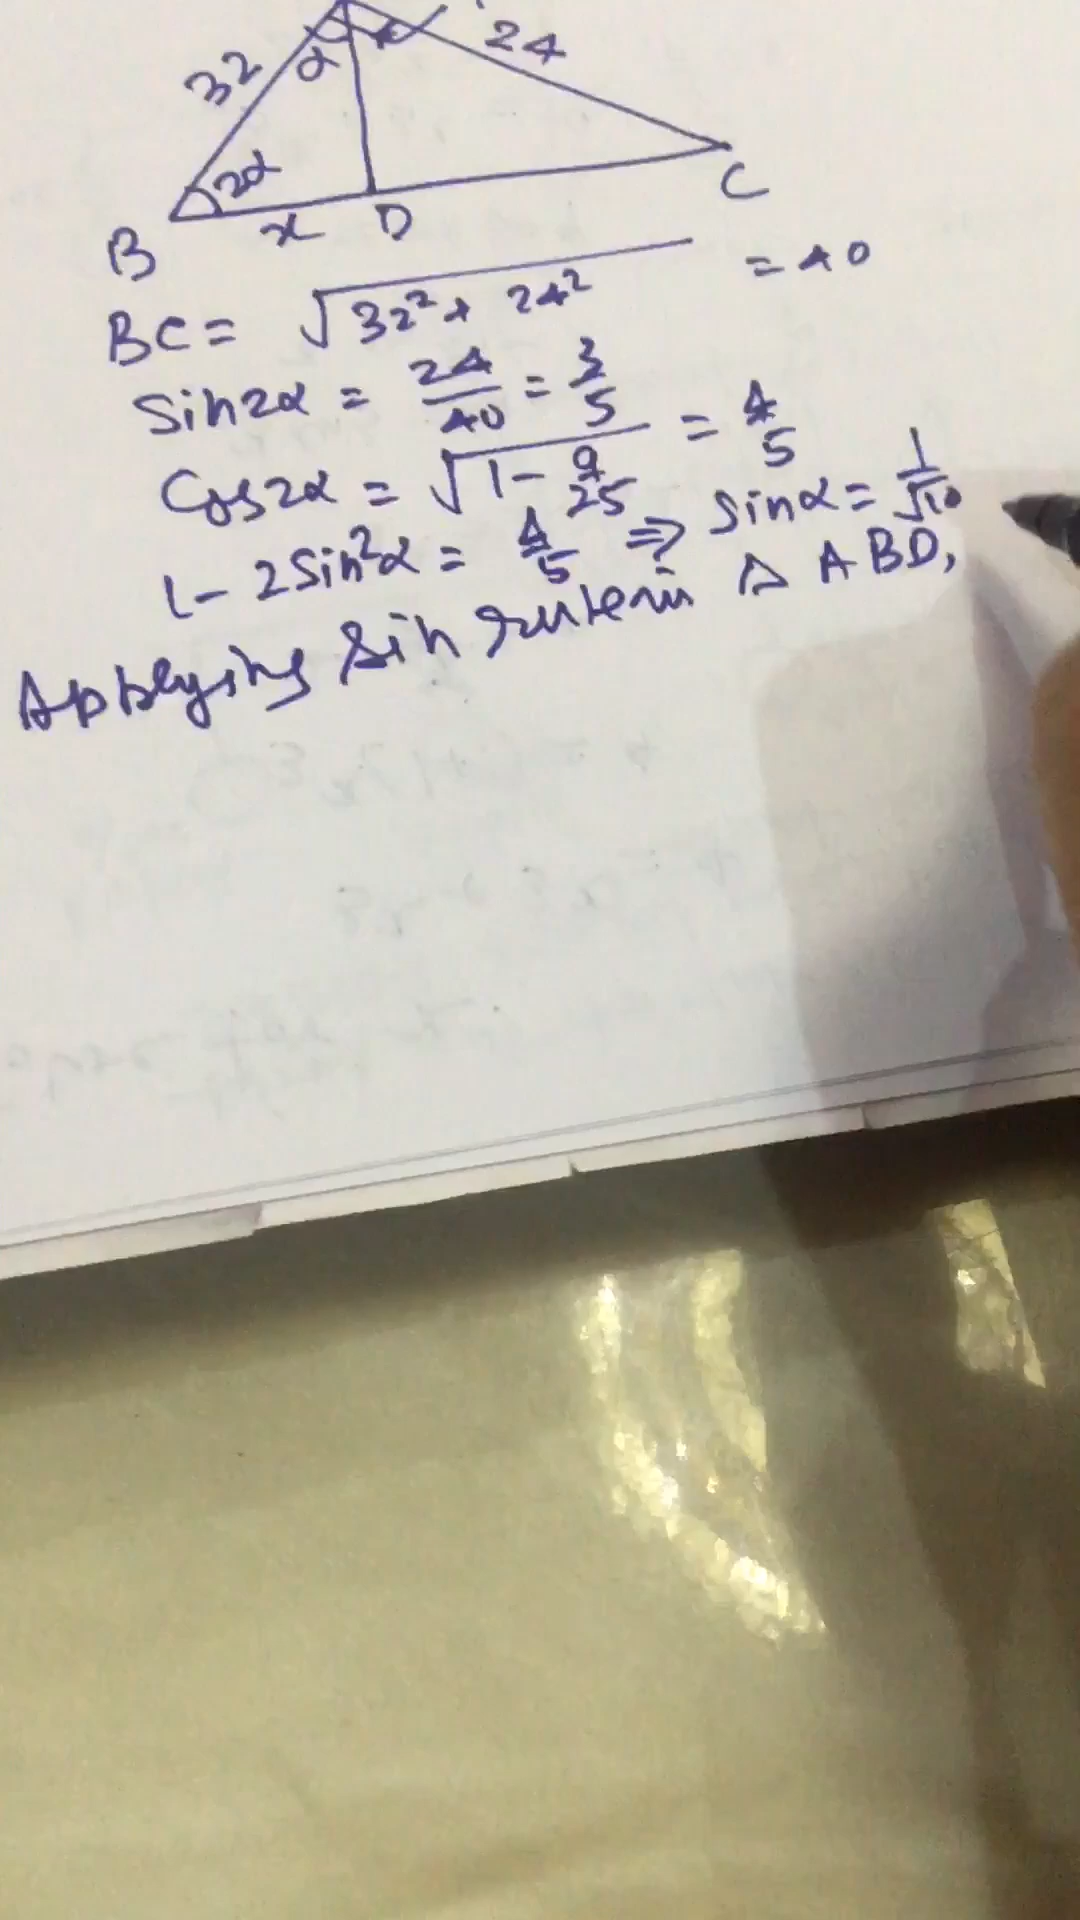 32 α 24
2α
B x D C
BC = √32² + 24² = 40
Sin2α = 24/40 = 3/5
Cos2α = √1 - 9/25 = 4/5
1 - 2Sin²α = 4/5 ⇒ sinα = 1/√10
Applying Sin rule in Δ ABD,